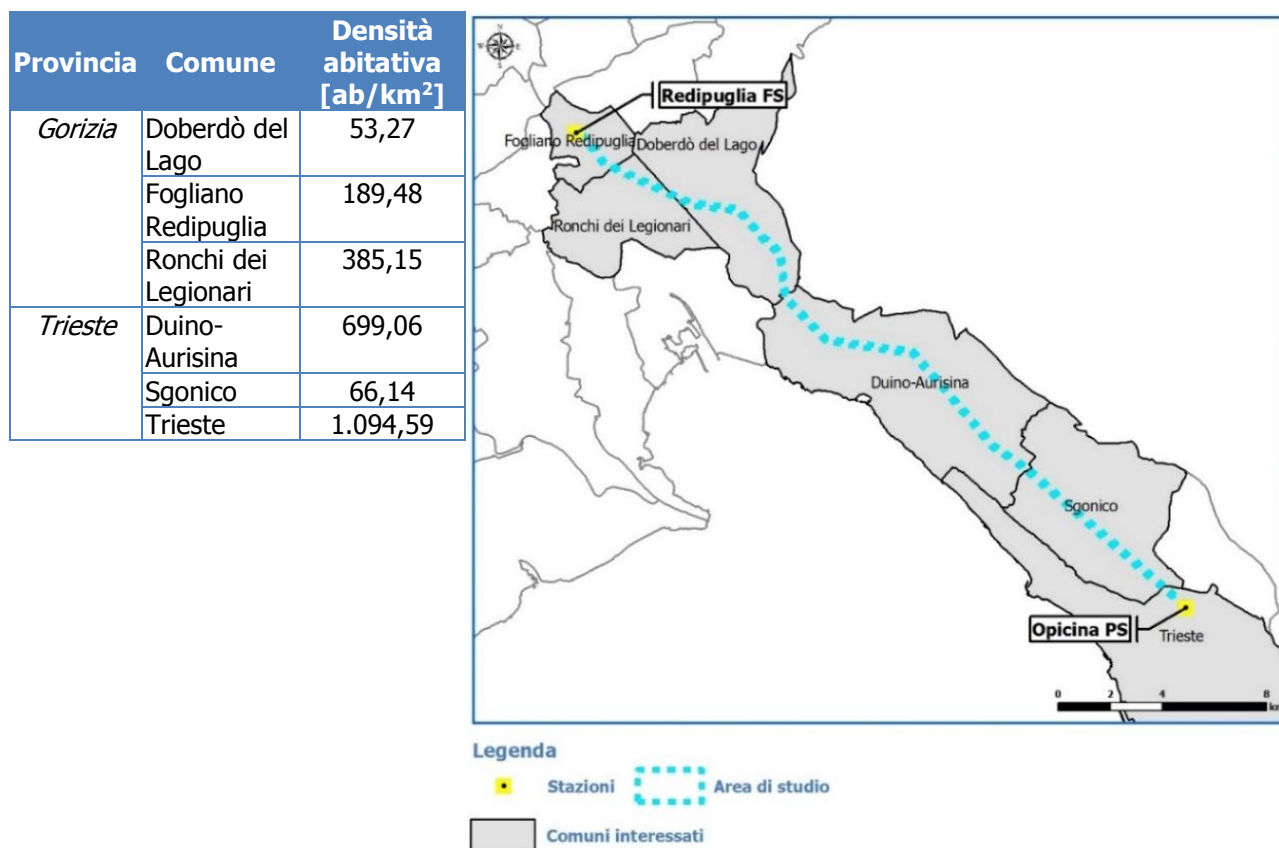 Provincia Comune Densità abitativa [ab/km²]
Gorizia Doberdò del Lago 53,27
Fogliano Redipuglia 189,48
Ronchi dei Legionari 385,15
Trieste Duino-Aurisina 699,06
Sgonico 66,14
Trieste 1.094,59
N
W E
S
Redipuglia FS
Fogliano Redipuglia
Doberdò del Lago
Ronchi dei Legionari
Duino-Aurisina
Sgonico
Opicina PS
Trieste
0 2 4 8
km
Legenda
Stazioni
Area di studio
Comuni interessati